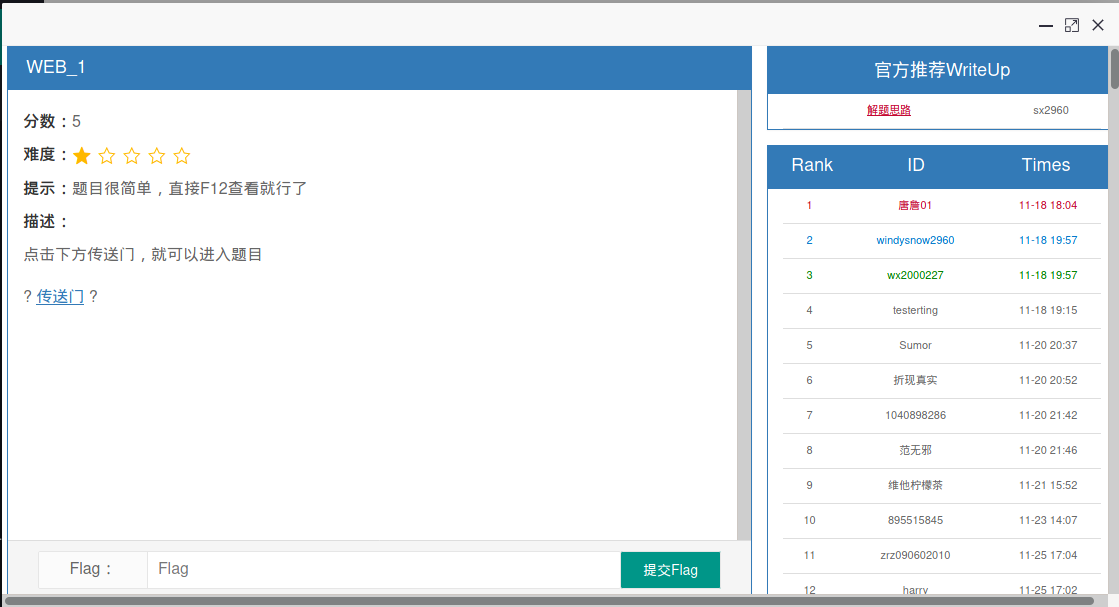 WEB_1
分数：5
难度：
提示：题目很简单，直接F12查看就行了
描述：
点击下方传送门，就可以进入题目
? 传送门 ?
Flag：
Flag
提交Flag
官方推荐WriteUp
解题思路 sx2960
Rank ID Times
1 唐詹01 11-18 18:04
2 windysnow2960 11-18 19:57
3 wx2000227 11-18 19:57
4 testerting 11-18 19:15
5 Sumor 11-20 20:37
6 折现真实 11-20 20:52
7 1040898286 11-20 21:42
8 范无邪 11-20 21:46
9 维他柠檬茶 11-21 15:52
10 895515845 11-23 14:07
11 zrz090602010 11-25 17:04
12 harry 11-25 17:02